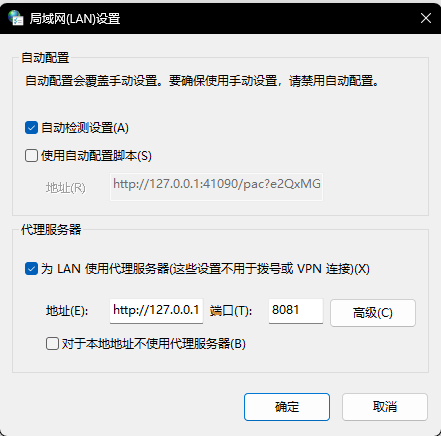 局域网(LAN)设置
自动配置
自动配置会覆盖手动设置。要确保使用手动设置，请禁用自动配置。
自动检测设置(A)
使用自动配置脚本(S)
地址(R) http://127.0.0.1:41090/pac?e2QxMG
代理服务器
为 LAN 使用代理服务器(这些设置不用于拨号或 VPN 连接)(X)
地址(E): http://127.0.0.1 端口(T): 8081 高级(C)
对于本地地址不使用代理服务器(B)
确定 取消